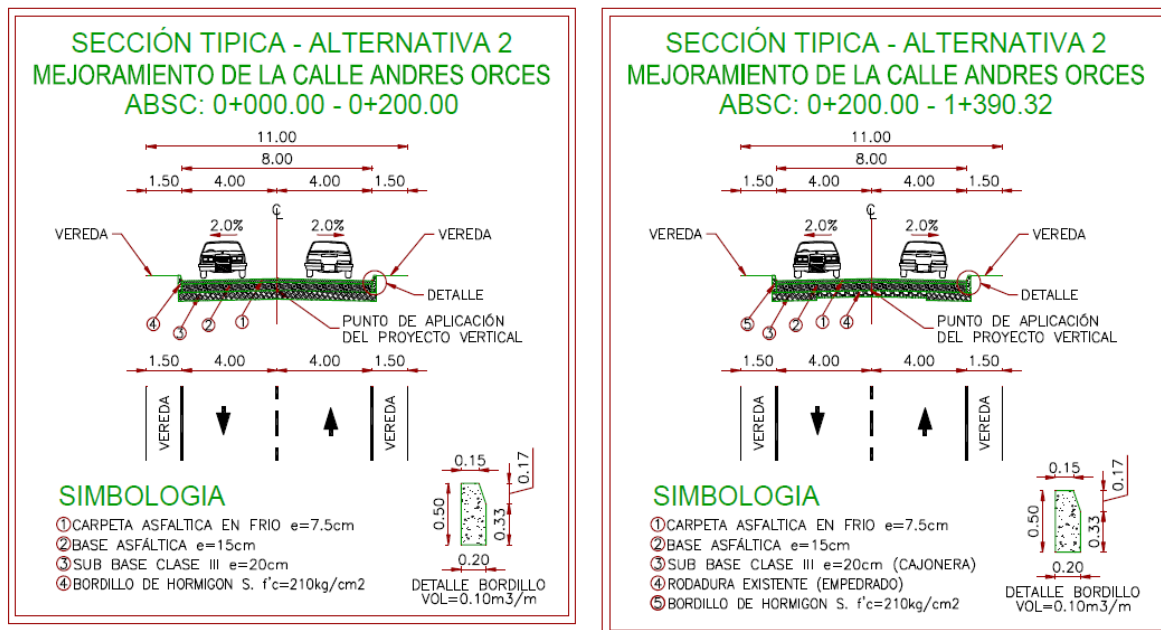 SECCIÓN TIPICA - ALTERNATIVA 2
MEJORAMIENTO DE LA CALLE ANDRES ORCES
ABSC: 0+000.00 - 0+200.00
11.00
8.00
1.50 4.00 4.00 1.50
℄
2.0% 2.0%
VEREDA VEREDA
DETALLE
4 3 2 1
PUNTO DE APLICACIÓN
DEL PROYECTO VERTICAL
1.50 4.00 4.00 1.50
VEREDA VEREDA
0.15 0.17
0.50 0.33
0.20
SIMBOLOGIA
1 CARPETA ASFALTICA EN FRIO e=7.5cm
2 BASE ASFÁLTICA e=15cm
3 SUB BASE CLASE III e=20cm
4 BORDILLO DE HORMIGON S. f'c=210kg/cm2
DETALLE BORDILLO
VOL=0.10m3/m
SECCIÓN TIPICA - ALTERNATIVA 2
MEJORAMIENTO DE LA CALLE ANDRES ORCES
ABSC: 0+200.00 - 1+390.32
11.00
8.00
1.50 4.00 4.00 1.50
℄
2.0% 2.0%
VEREDA VEREDA
DETALLE
5 3 2 1 4
PUNTO DE APLICACIÓN
DEL PROYECTO VERTICAL
1.50 4.00 4.00 1.50
VEREDA VEREDA
0.15 0.17
0.50 0.33
0.20
SIMBOLOGIA
1 CARPETA ASFALTICA EN FRIO e=7.5cm
2 BASE ASFÁLTICA e=15cm
3 SUB BASE CLASE III e=20cm (CAJONERA)
4 RODADURA EXISTENTE (EMPEDRADO)
5 BORDILLO DE HORMIGON S. f'c=210kg/cm2
DETALLE BORDILLO
VOL=0.10m3/m